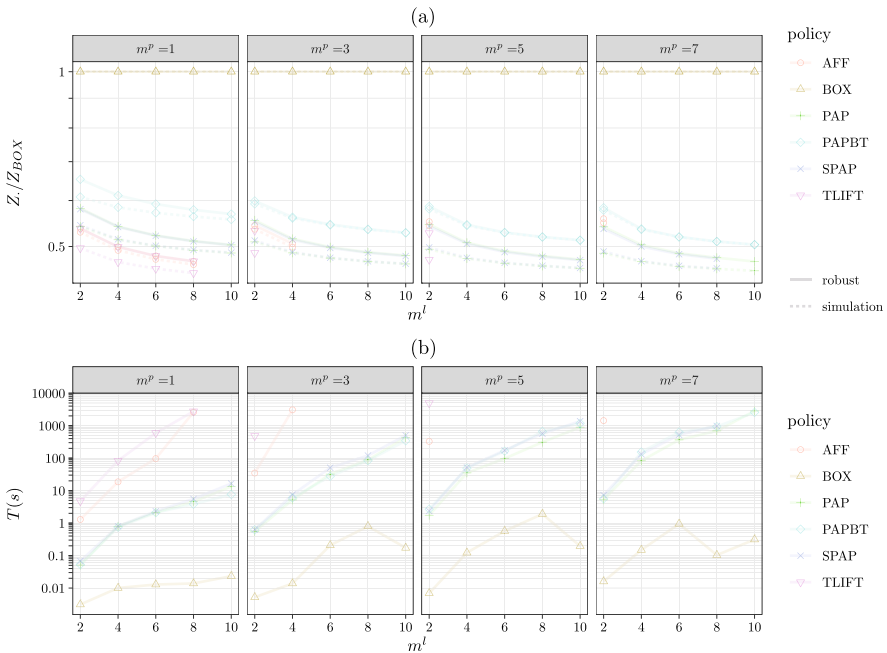 (a)
m^p =1 m^p =3 m^p =5 m^p =7
1
0.5
Z./Z_BOX
2 4 6 8 10 2 4 6 8 10 2 4 6 8 10 2 4 6 8 10
m^l
policy
AFF
BOX
PAP
PAPBT
SPAP
TLIFT
robust
simulation
(b)
m^p =1 m^p =3 m^p =5 m^p =7
10000
1000
100
10
1
0.1
0.01
T(s)
2 4 6 8 10 2 4 6 8 10 2 4 6 8 10 2 4 6 8 10
m^l
policy
AFF
BOX
PAP
PAPBT
SPAP
TLIFT